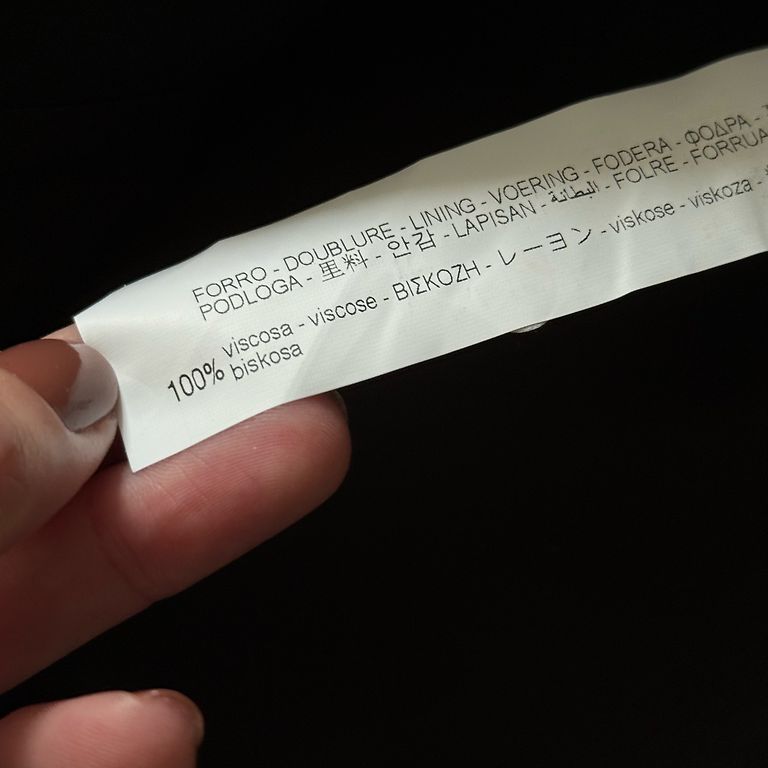 FORRO - DOUBLURE - LINING - VOERING - FODERA - ΦΟΔΡΑ -
PODLOGA - 里料 - 안감 - LAPISAN - البطانة - FOLRE - FORRUA
100% viscosa - viscose - ΒΙΣΚΟΖΗ - レーヨン - viskose - viskoza -
biskosa